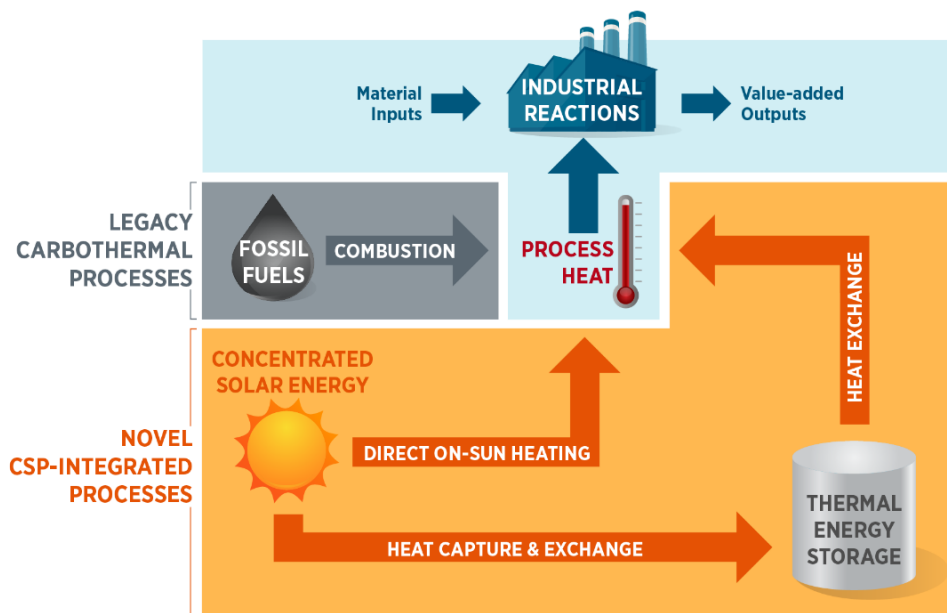 Material
Inputs
INDUSTRIAL
REACTIONS
Value-added
Outputs
LEGACY
CARBOTHERMAL
PROCESSES
FOSSIL
FUELS
COMBUSTION
PROCESS
HEAT
HEAT EXCHANGE
CONCENTRATED
SOLAR ENERGY
NOVEL
CSP-INTEGRATED
PROCESSES
DIRECT ON-SUN HEATING
HEAT CAPTURE & EXCHANGE
THERMAL
ENERGY
STORAGE